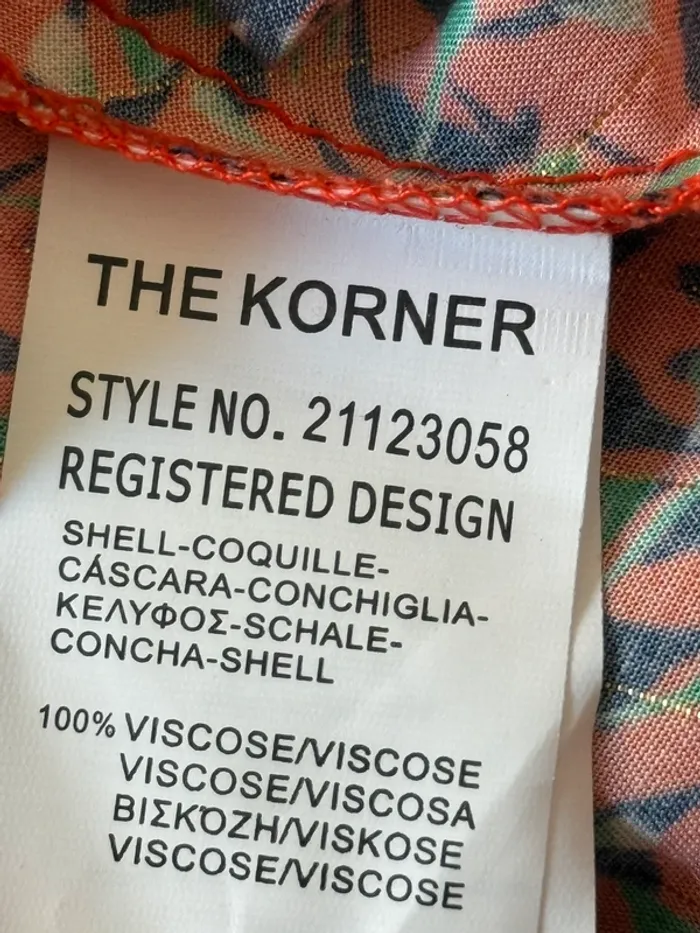 THE KORNER
STYLE NO. 21123058
REGISTERED DESIGN
SHELL-COQUILLE-
CÁSCARA-CONCHIGLIA-
ΚΕΛΥΦΟΣ-SCHALE-
CONCHA-SHELL
100% VISCOSE/VISCOSE
VISCOSE/VISCOSA
ΒΙΣΚΌΖΗ/VISKOSE
VISCOSE/VISCOSE